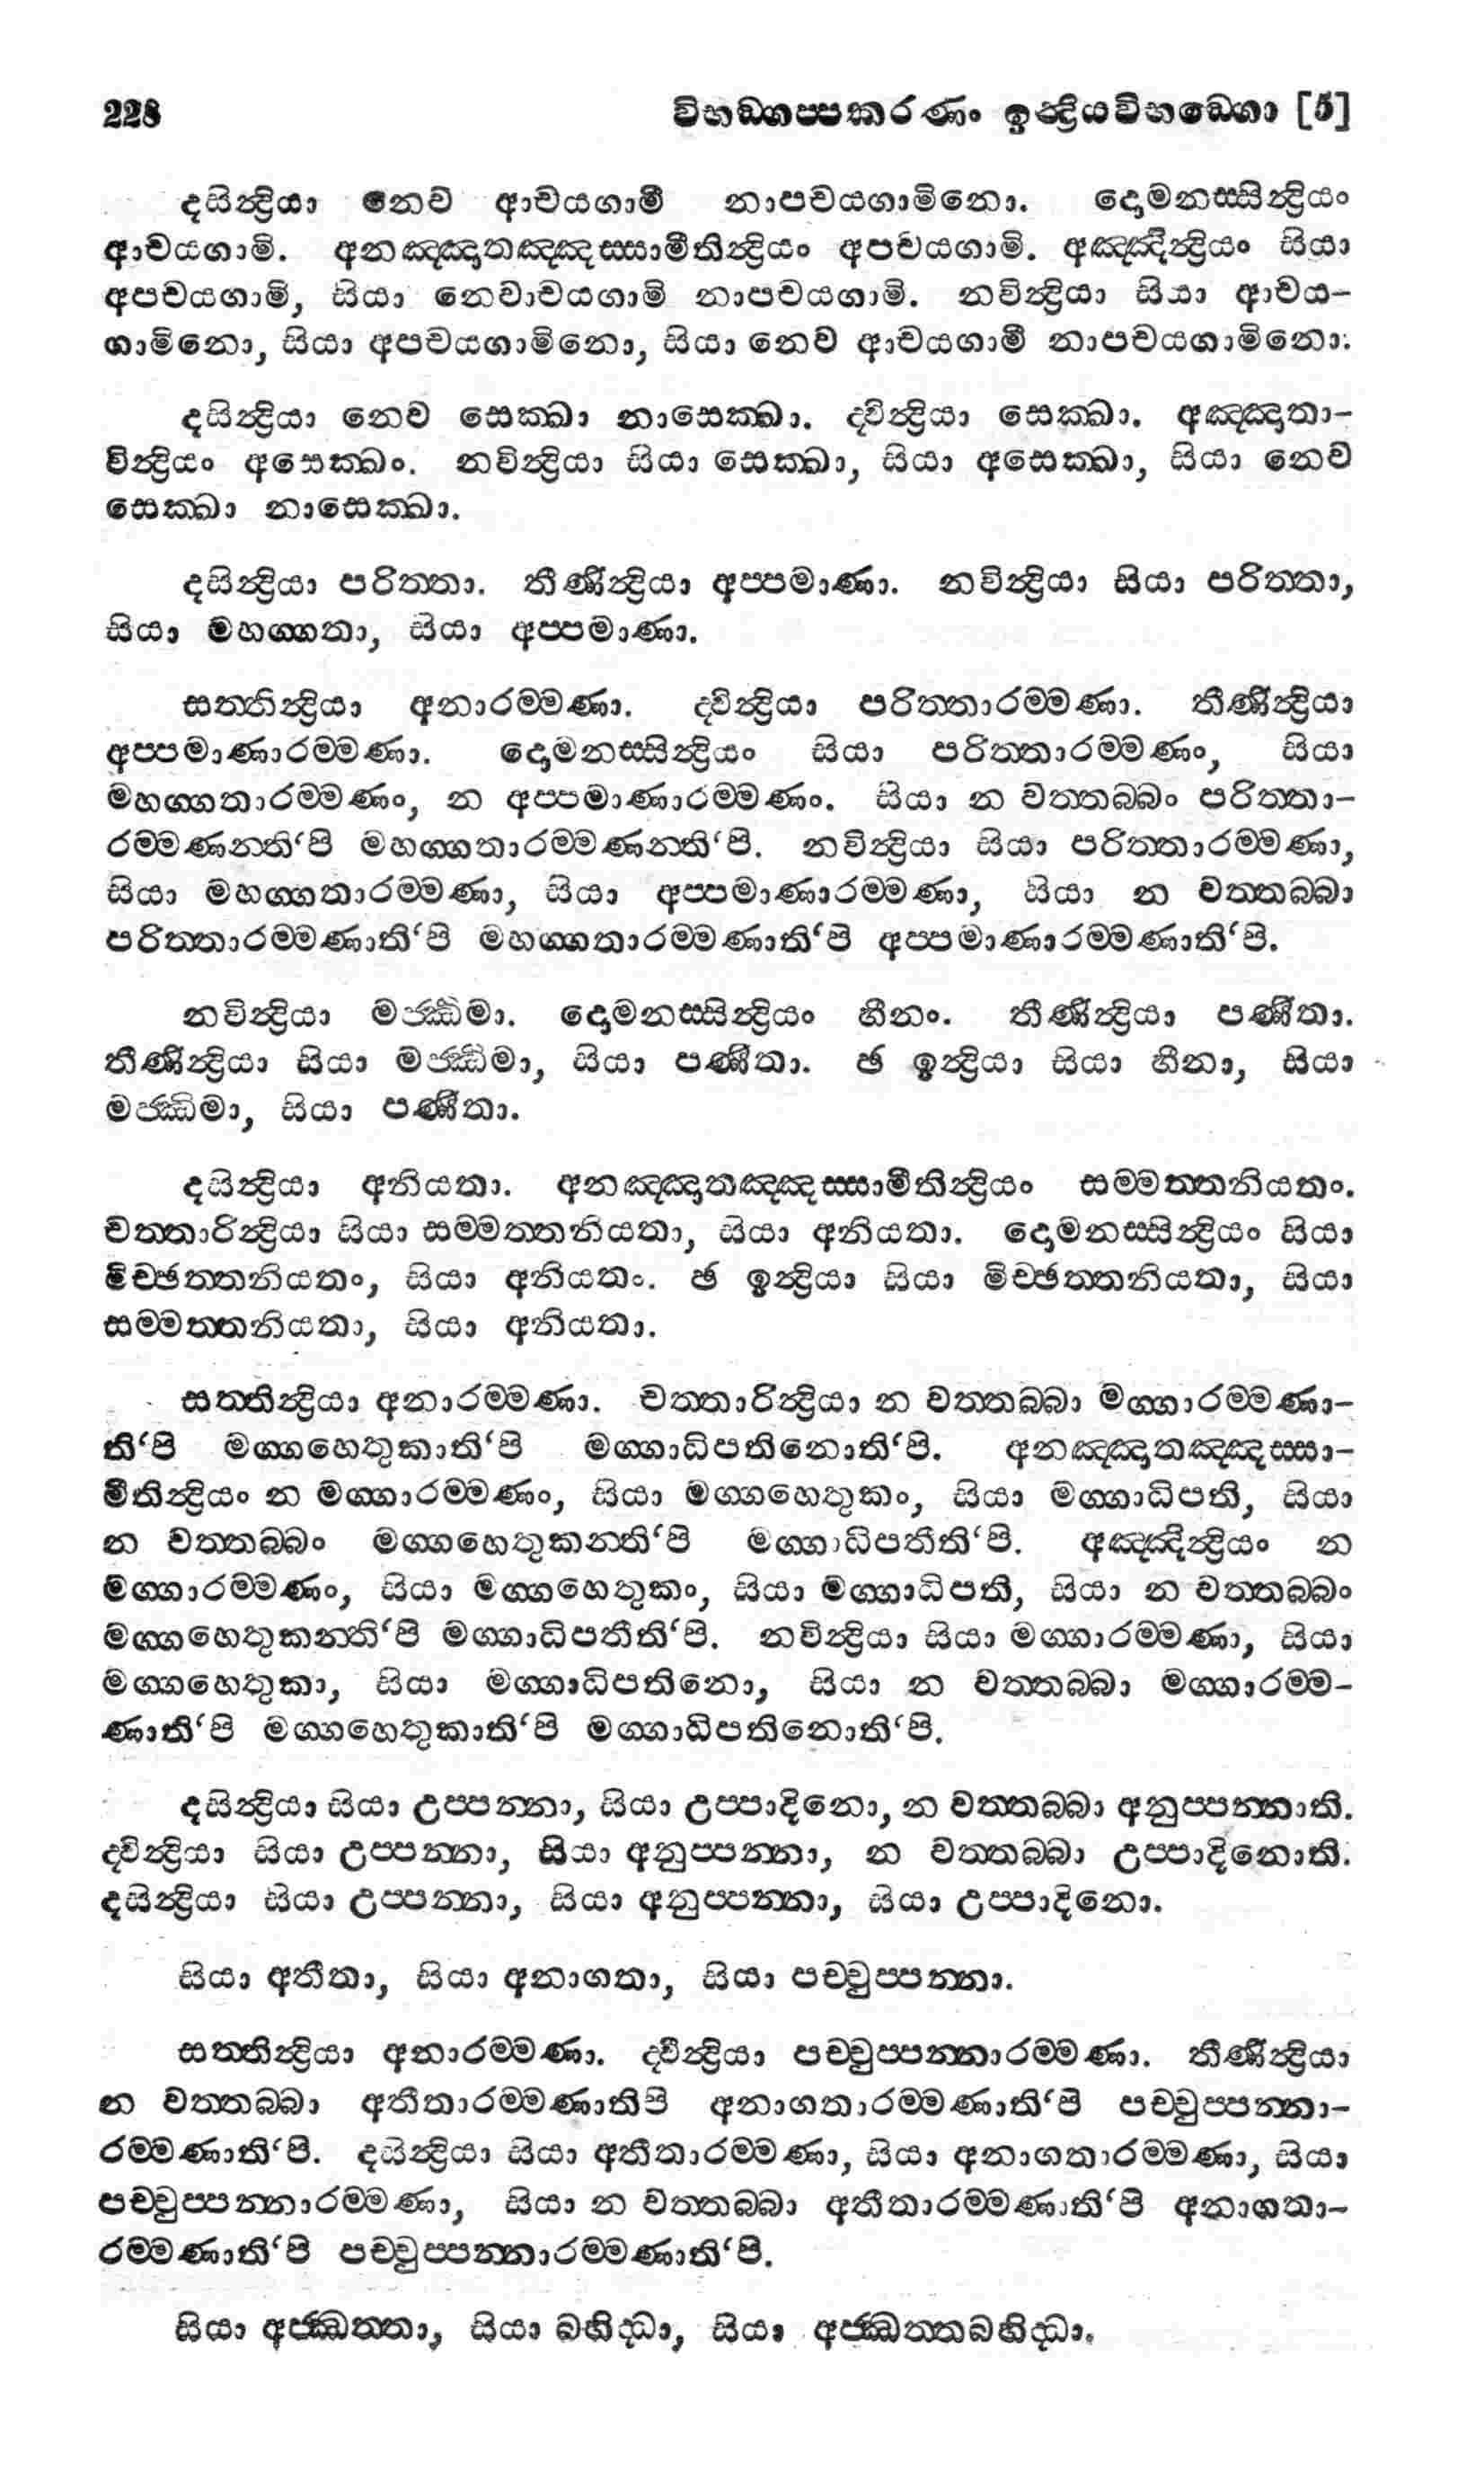 228 විභඞ්ගප්පකරණං ඉන්ද්‍රියවිභඞ්ගො [5]
දසින්ද්‍රියා නෙව ආචයගාමී නාපචයගාමිනො. දොමනස්සින්ද්‍රියං
ආචයගාමි. අනඤ්ඤාතඤ්ඤස්සාමීතින්ද්‍රියං අපචයගාමි. අඤ්ඤින්ද්‍රියං සියා
අපචයගාමි, සියා නෙවාචයගාමි නාපචයගාමි. නවින්ද්‍රියා සියා ආචය-
ගාමිනො, සියා අපචයගාමිනො, සියා නෙව ආචයගාමී නාපචයගාමිනො.
දසින්ද්‍රියා නෙව සෙක්ඛා නාසෙක්ඛා. ද්වින්ද්‍රියා සෙක්ඛා. අඤ්ඤාතා-
වින්ද්‍රියං අසෙක්ඛං. නවින්ද්‍රියා සියා සෙක්ඛා, සියා අසෙක්ඛා, සියා නෙව
සෙක්ඛා නාසෙක්ඛා.
දසින්ද්‍රියා පරිත්තා. තීණින්ද්‍රියා අප්පමාණා. නවින්ද්‍රියා සියා පරිත්තා,
සියා මහග්ගතා, සියා අප්පමාණා.
සත්තින්ද්‍රියා අනාරම්මණා. ද්වින්ද්‍රියා පරිත්තාරම්මණා. තීණින්ද්‍රියා
අප්පමාණාරම්මණා. දොමනස්සින්ද්‍රියං සියා පරිත්තාරම්මණං, සියා
මහග්ගතාරම්මණං, න අප්පමාණාරම්මණං. සියා න වත්තබ්බං පරිත්තා-
රම්මණන්ති‘පි මහග්ගතාරම්මණන්ති‘පි. නවින්ද්‍රියා සියා පරිත්තාරම්මණා,
සියා මහග්ගතාරම්මණා, සියා අප්පමාණාරම්මණා, සියා න වත්තබ්බා
පරිත්තාරම්මණාති‘පි මහග්ගතාරම්මණාති‘පි අප්පමාණාරම්මණාති‘පි.
නවින්ද්‍රියා මජ්ඣිමා. දොමනස්සින්ද්‍රියං හීනං. තීණින්ද්‍රියා පණීතා.
තීණින්ද්‍රියා සියා මජ්ඣිමා, සියා පණීතා. ඡ ඉන්ද්‍රියා සියා හීනා, සියා
මජ්ඣිමා, සියා පණීතා.
දසින්ද්‍රියා අනියතා. අනඤ්ඤාතඤ්ඤස්සාමීතින්ද්‍රියං සම්මත්තනියතං.
චත්තාරින්ද්‍රියා සියා සම්මත්තනියතා, සියා අනියතා. දොමනස්සින්ද්‍රියං සියා
මිච්ඡත්තනියතං, සියා අනියතං. ඡ ඉන්ද්‍රියා සියා මිච්ඡත්තනියතා, සියා
සම්මත්තනියතා, සියා අනියතා.
සත්තින්ද්‍රියා අනාරම්මණා. චත්තාරින්ද්‍රියා න වත්තබ්බා මග්ගාරම්මණා-
ති‘පි මග්ගහෙතුකාති‘පි මග්ගාධිපතිනොති‘පි. අනඤ්ඤාතඤ්ඤස්සා-
මීතින්ද්‍රියං න මග්ගාරම්මණං, සියා මග්ගහෙතුකං, සියා මග්ගාධිපති, සියා
න වත්තබ්බං මග්ගහෙතුකන්ති‘පි මග්ගාධිපතීති‘පි. අඤ්ඤින්ද්‍රියං න
මග්ගාරම්මණං, සියා මග්ගහෙතුකං, සියා මග්ගාධිපති, සියා න වත්තබ්බං
මග්ගහෙතුකන්ති‘පි මග්ගාධිපතීති‘පි. නවින්ද්‍රියා සියා මග්ගාරම්මණා, සියා
මග්ගහෙතුකා, සියා මග්ගාධිපතිනො, සියා න වත්තබ්බා මග්ගාරම්ම-
ණාති‘පි මග්ගහෙතුකාති‘පි මග්ගාධිපතිනොති‘පි.
දසින්ද්‍රියා සියා උප්පන්නා, සියා උප්පාදිනො, න වත්තබ්බා අනුප්පන්නාති.
ද්වින්ද්‍රියා සියා උප්පන්නා, සියා අනුප්පන්නා, න වත්තබ්බා උප්පාදිනොති.
දසින්ද්‍රියා සියා උප්පන්නා, සියා අනුප්පන්නා, සියා උප්පාදිනො.
සියා අතීතා, සියා අනාගතා, සියා පච්චුප්පන්නා.
සත්තින්ද්‍රියා අනාරම්මණා. ද්වීන්ද්‍රියා පච්චුප්පන්නාරම්මණා. තීණින්ද්‍රියා
න වත්තබ්බා අතීතාරම්මණාතිපි අනාගතාරම්මණාති‘පි පච්චුප්පන්නා-
රම්මණාති‘පි. දසින්ද්‍රියා සියා අතීතාරම්මණා, සියා අනාගතාරම්මණා, සියා
පච්චුප්පන්නාරම්මණා, සියා න වත්තබ්බා අතීතාරම්මණාති‘පි අනාගතා-
රම්මණාති‘පි පච්චුප්පන්නාරම්මණාති‘පි.
සියා අජ්ඣත්තා, සියා බහිද්ධා, සියා අජ්ඣත්තබහිද්ධා.